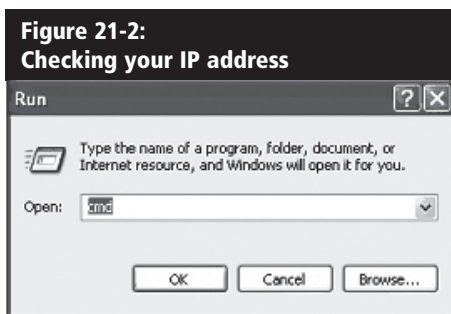 Figure 21-2:
Checking your IP address
Run
Type the name of a program, folder, document, or
Internet resource, and Windows will open it for you.
Open: cmd
OK Cancel Browse...